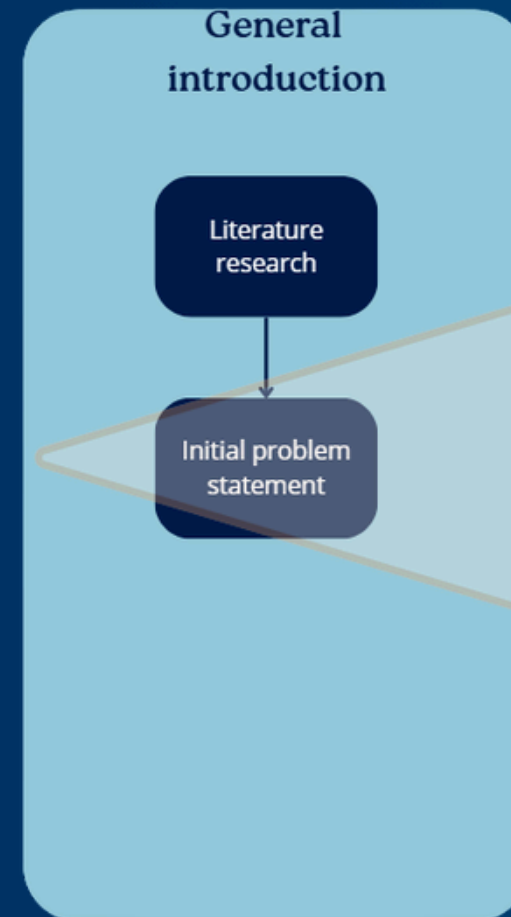 General
introduction
Literature
research
Initial problem
statement